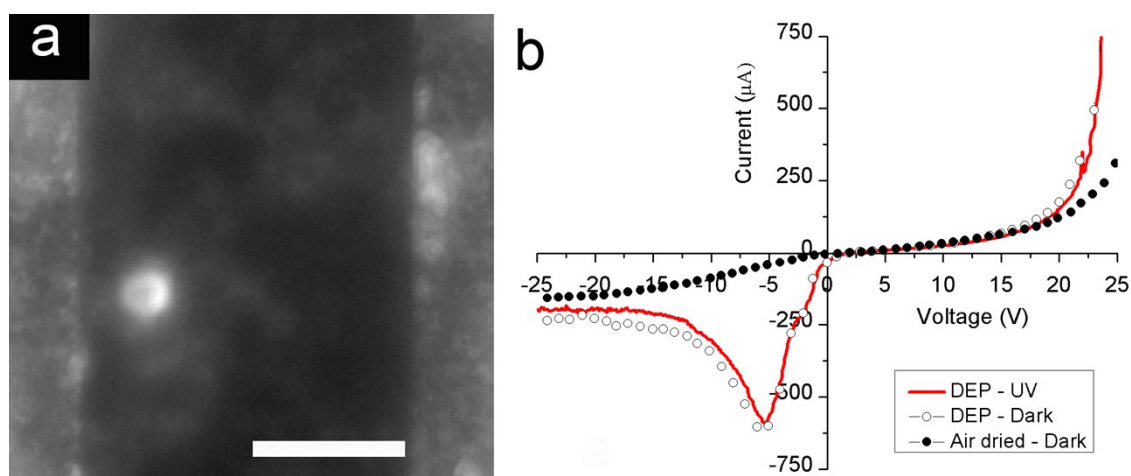 a
b
750
500
250
0
-250
-500
-750
Current (μA)
-25 -20 -15 -10 -5 0 5 10 15 20 25
Voltage (V)
DEP - UV
DEP - Dark
Air dried - Dark
a